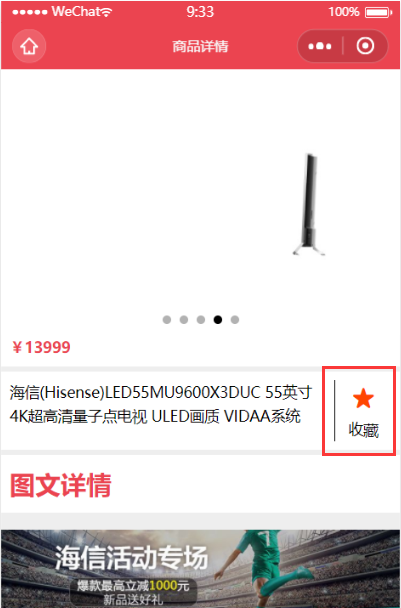 WeChat 9:33 100%
商品详情
￥13999
海信(Hisense)LED55MU9600X3DUC 55英寸
4K超高清量子点电视 ULED画质 VIDAA系统
收藏
图文详情
海信活动专场
爆款最高立减1000元
新品送好礼